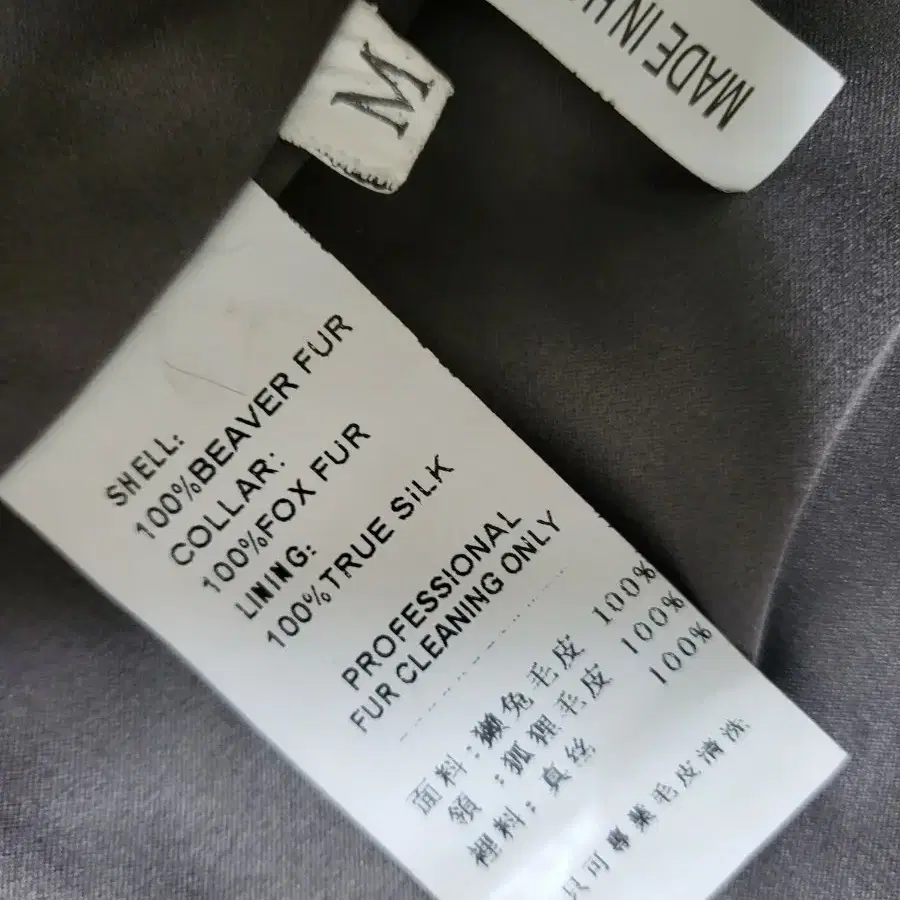 M
MADE IN H
SHELL:
100%BEAVER FUR
COLLAR:
100%FOX FUR
LINING:
100%TRUE SiLK
PROFESSIONAL
FUR CLEANING ONLY
面料:獭兔毛皮 100%
領:狐狸毛皮 100%
裡料:真丝 100%
只可專業毛皮清洗